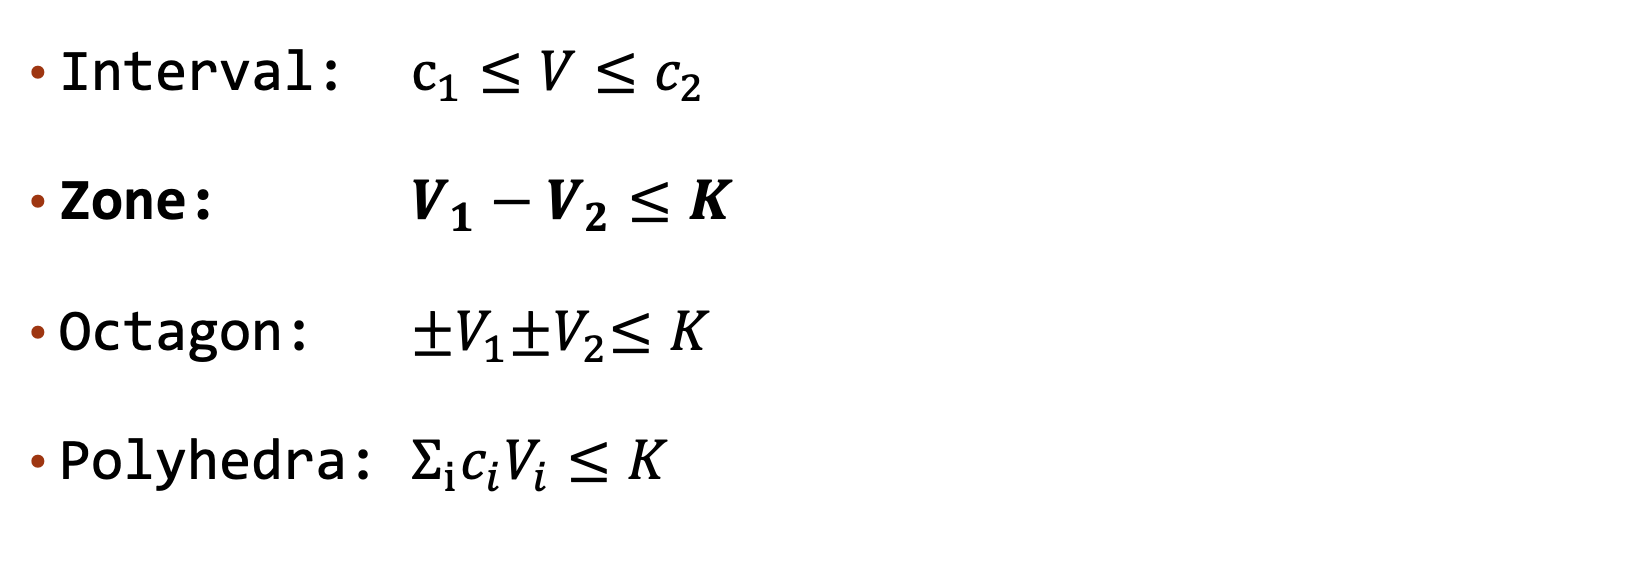 • Interval: c₁ ≤ V ≤ c₂
• Zone: V₁ − V₂ ≤ K
• Octagon: ±V₁±V₂≤ K
• Polyhedra: ΣᵢcᵢVᵢ ≤ K